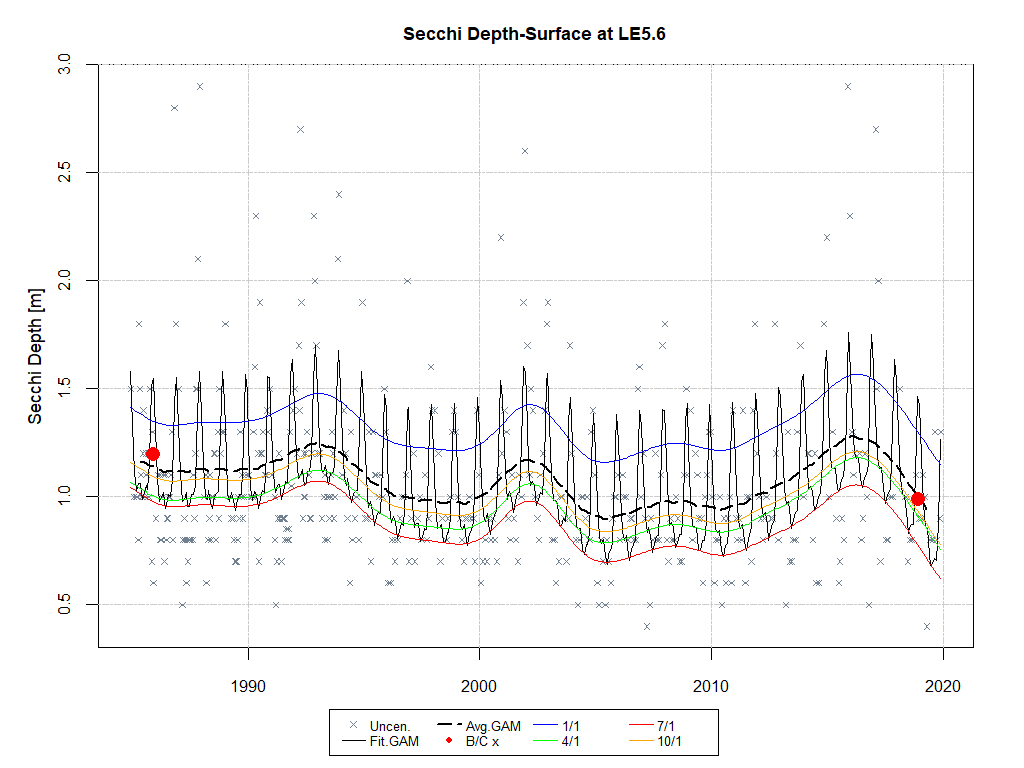 Secchi Depth-Surface at LE5.6
Secchi Depth [m]
3.0
2.5
2.0
1.5
1.0
0.5
1990 2000 2010 2020
Uncen. Avg.GAM 1/1 7/1
Fit.GAM B/C x 4/1 10/1